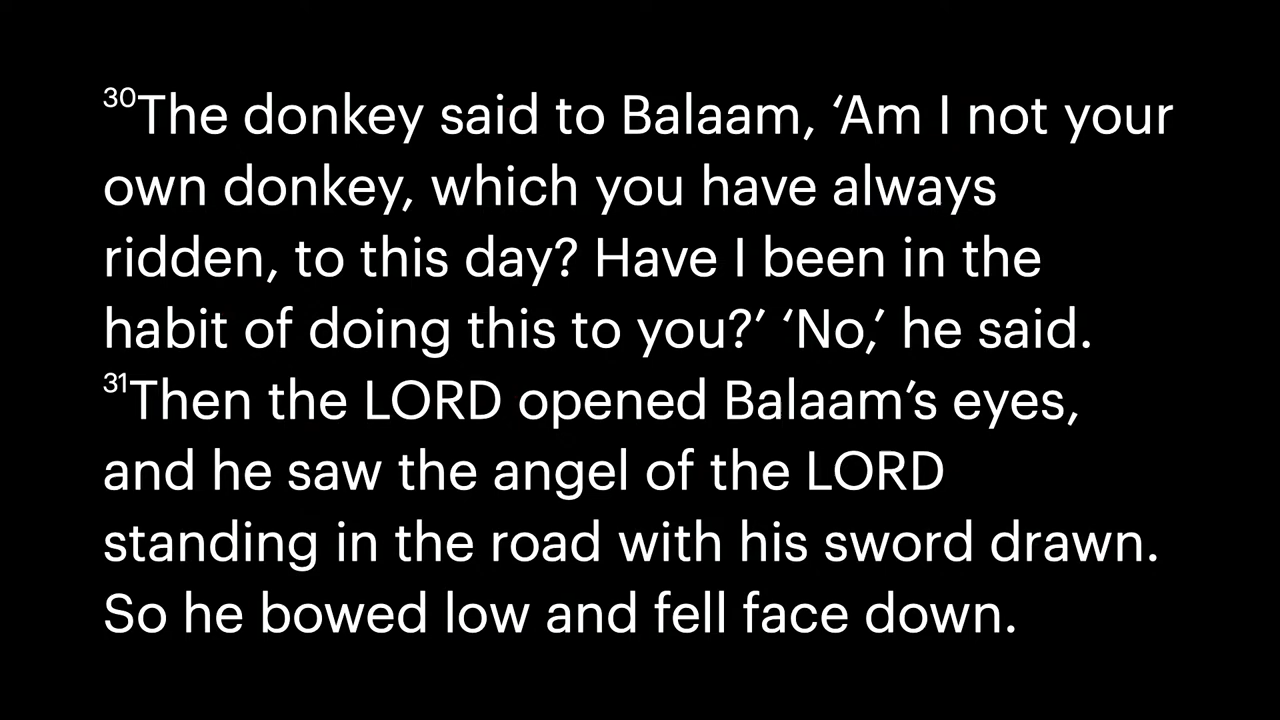 30The donkey said to Balaam, ‘Am I not your
own donkey, which you have always
ridden, to this day? Have I been in the
habit of doing this to you?’ ‘No,’ he said.
31Then the LORD opened Balaam’s eyes,
and he saw the angel of the LORD
standing in the road with his sword drawn.
So he bowed low and fell face down.